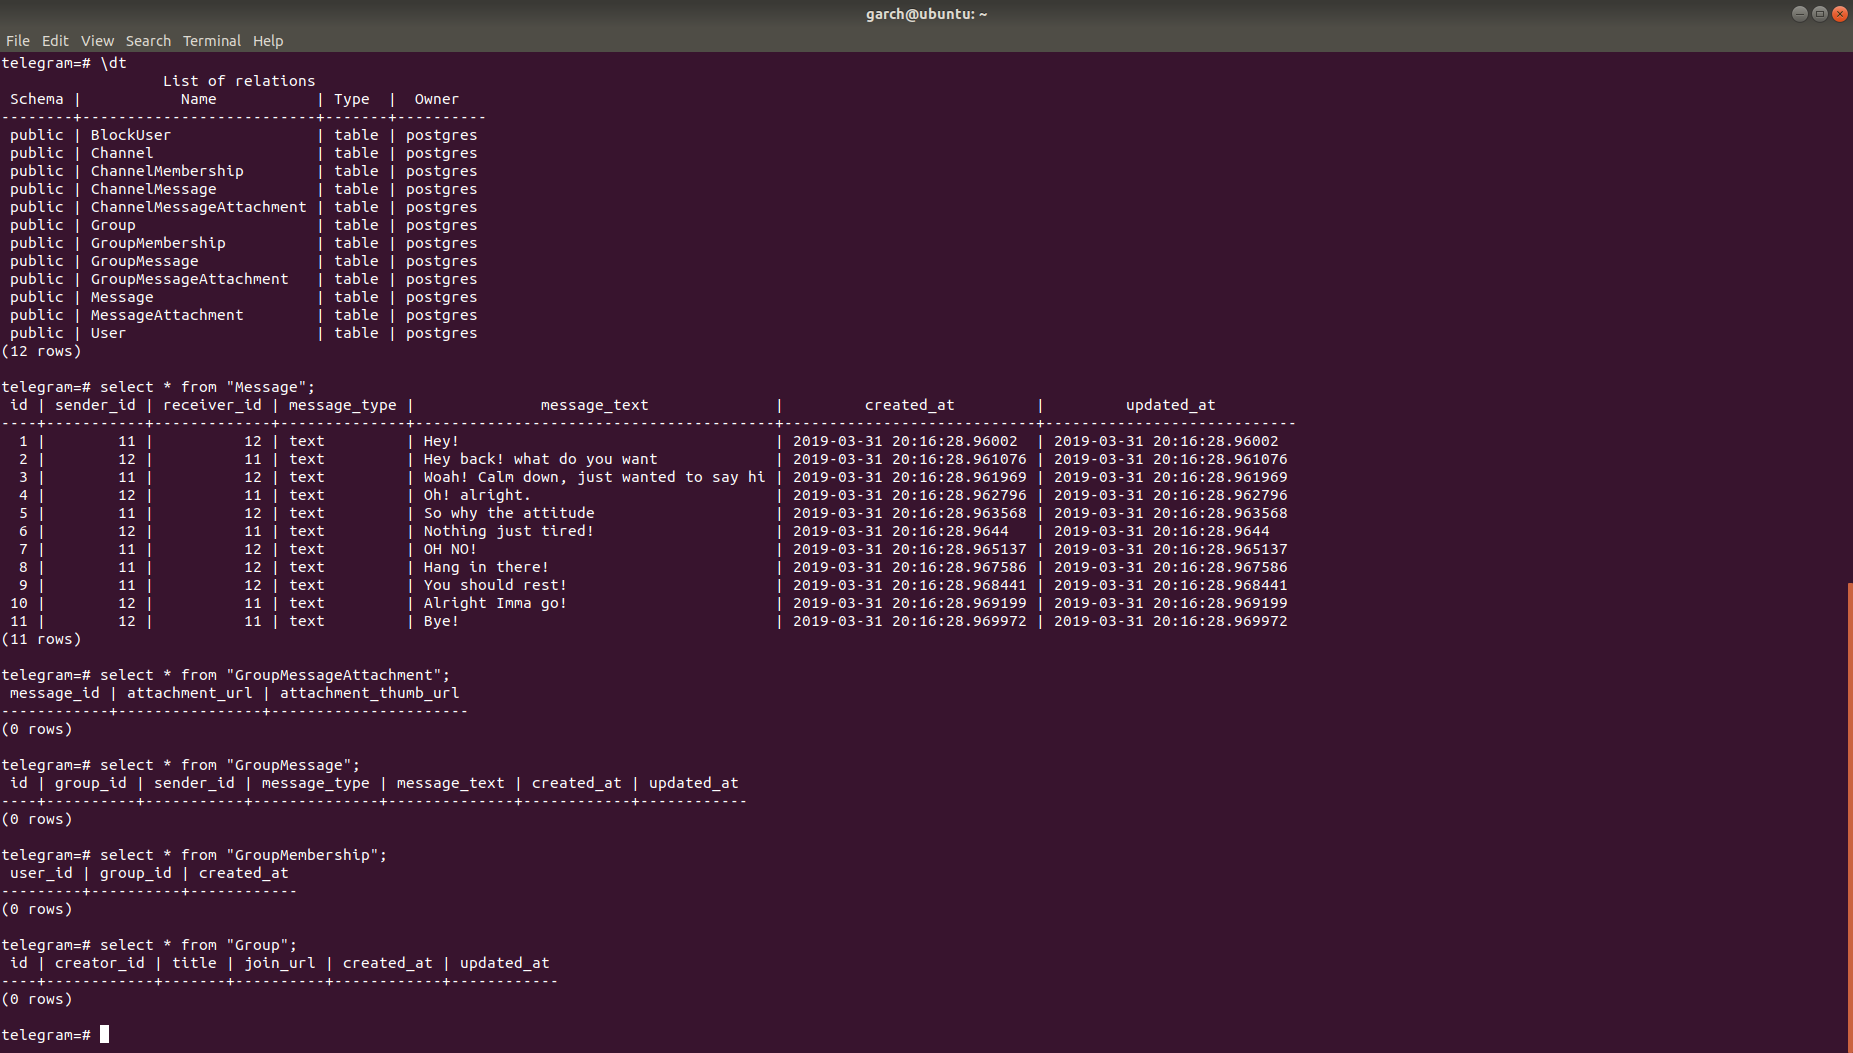 garch@ubuntu: ~
File Edit View Search Terminal Help
telegram=# \dt
                  List of relations
 Schema |           Name           | Type  |  Owner
--------+--------------------------+-------+----------
 public | BlockUser                | table | postgres
 public | Channel                  | table | postgres
 public | ChannelMembership        | table | postgres
 public | ChannelMessage           | table | postgres
 public | ChannelMessageAttachment | table | postgres
 public | Group                    | table | postgres
 public | GroupMembership          | table | postgres
 public | GroupMessage             | table | postgres
 public | GroupMessageAttachment   | table | postgres
 public | Message                  | table | postgres
 public | MessageAttachment        | table | postgres
 public | User                     | table | postgres
(12 rows)

telegram=# select * from "Message";
 id | sender_id | receiver_id | message_type |              message_text              |         created_at         |         updated_at
----+-----------+-------------+--------------+----------------------------------------+----------------------------+----------------------------
  1 |        11 |          12 | text         | Hey!                                   | 2019-03-31 20:16:28.96002  | 2019-03-31 20:16:28.96002
  2 |        12 |          11 | text         | Hey back! what do you want             | 2019-03-31 20:16:28.961076 | 2019-03-31 20:16:28.961076
  3 |        11 |          12 | text         | Woah! Calm down, just wanted to say hi | 2019-03-31 20:16:28.961969 | 2019-03-31 20:16:28.961969
  4 |        12 |          11 | text         | Oh! alright.                           | 2019-03-31 20:16:28.962796 | 2019-03-31 20:16:28.962796
  5 |        11 |          12 | text         | So why the attitude                    | 2019-03-31 20:16:28.963568 | 2019-03-31 20:16:28.963568
  6 |        12 |          11 | text         | Nothing just tired!                    | 2019-03-31 20:16:28.9644   | 2019-03-31 20:16:28.9644
  7 |        11 |          12 | text         | OH NO!                                 | 2019-03-31 20:16:28.965137 | 2019-03-31 20:16:28.965137
  8 |        11 |          12 | text         | Hang in there!                         | 2019-03-31 20:16:28.967586 | 2019-03-31 20:16:28.967586
  9 |        11 |          12 | text         | You should rest!                       | 2019-03-31 20:16:28.968441 | 2019-03-31 20:16:28.968441
 10 |        12 |          11 | text         | Alright Imma go!                       | 2019-03-31 20:16:28.969199 | 2019-03-31 20:16:28.969199
 11 |        12 |          11 | text         | Bye!                                   | 2019-03-31 20:16:28.969972 | 2019-03-31 20:16:28.969972
(11 rows)

telegram=# select * from "GroupMessageAttachment";
 message_id | attachment_url | attachment_thumb_url
------------+----------------+----------------------
(0 rows)

telegram=# select * from "GroupMessage";
 id | group_id | sender_id | message_type | message_text | created_at | updated_at
----+----------+-----------+--------------+--------------+------------+------------
(0 rows)

telegram=# select * from "GroupMembership";
 user_id | group_id | created_at
---------+----------+------------
(0 rows)

telegram=# select * from "Group";
 id | creator_id | title | join_url | created_at | updated_at
----+------------+-------+----------+------------+------------
(0 rows)

telegram=#